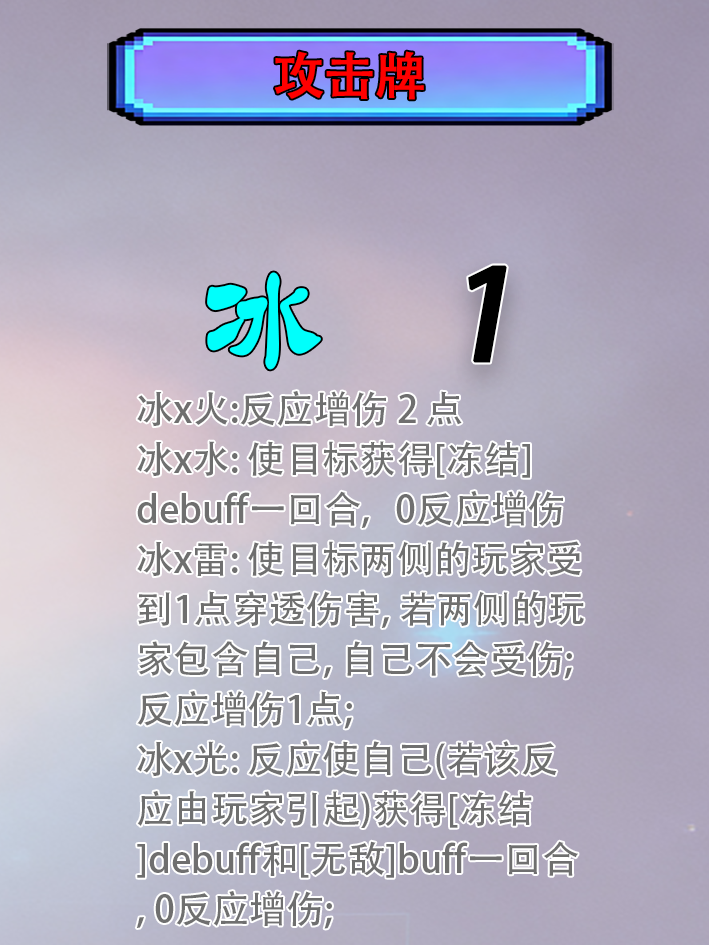 攻击牌
冰 1
冰x火:反应增伤 2 点
冰x水: 使目标获得[冻结]
debuff一回合, 0反应增伤
冰x雷: 使目标两侧的玩家受
到1点穿透伤害, 若两侧的玩
家包含自己, 自己不会受伤;
反应增伤1点;
冰x光: 反应使自己(若该反
应由玩家引起)获得[冻结
]debuff和[无敌]buff一回合
, 0反应增伤;